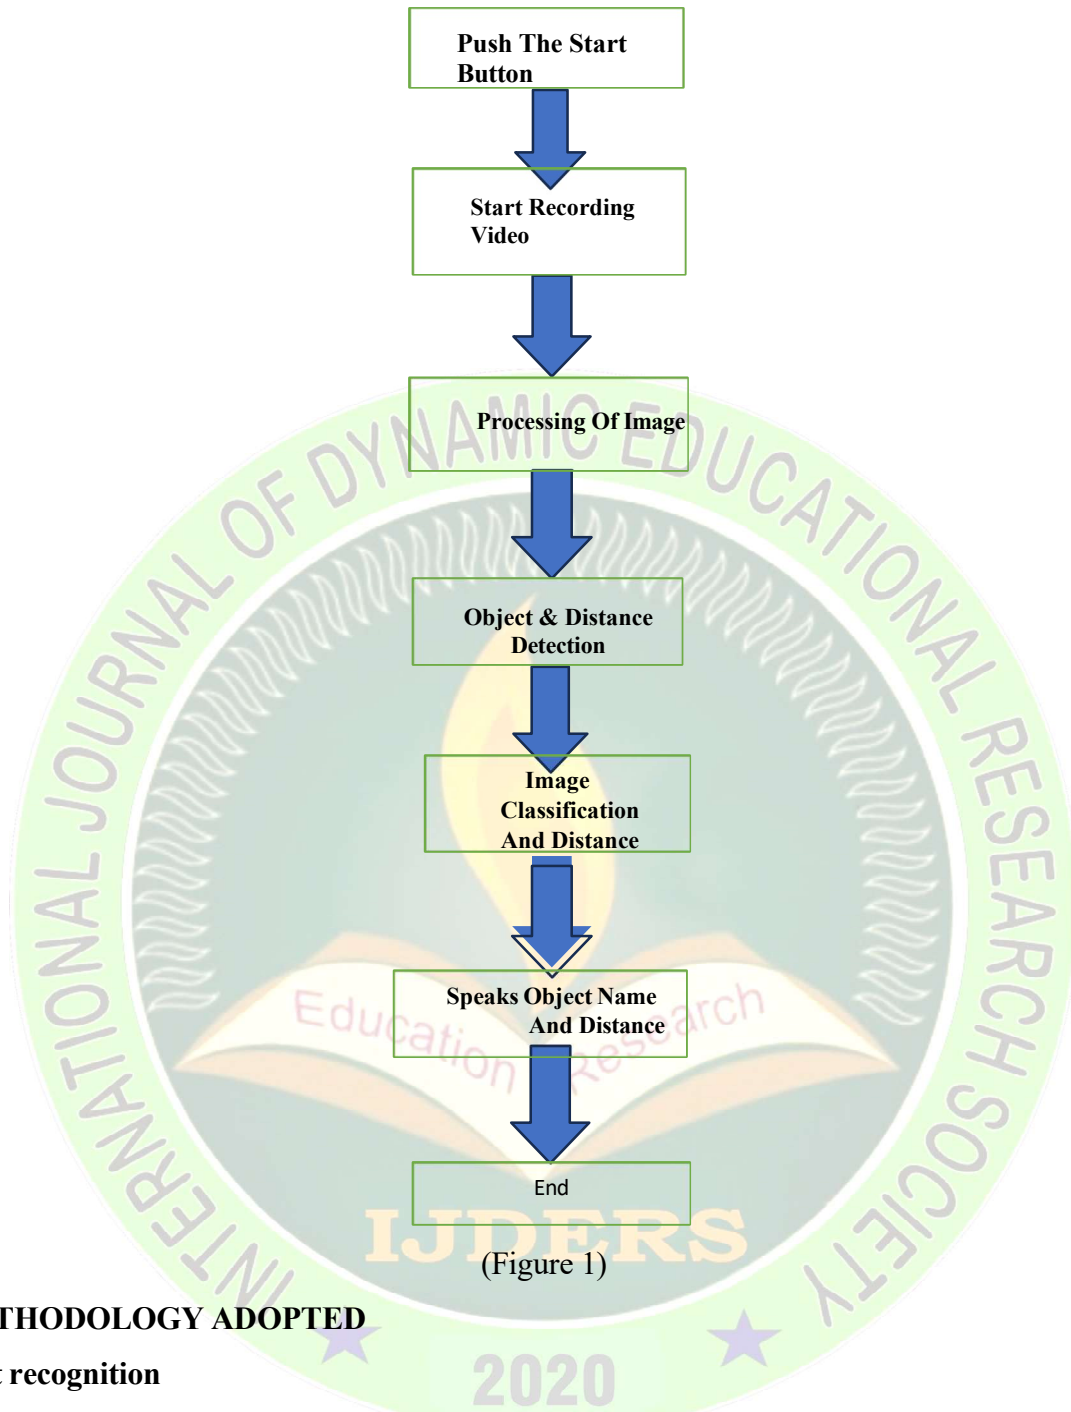 Push The Start
Button
Start Recording
Video
Processing Of Image
Object & Distance
Detection
Image
Classification
And Distance
Speaks Object Name
And Distance
End
(Figure 1)
THODOLOGY ADOPTED
t recognition
INTERNATIONAL JOURNAL OF DYNAMIC EDUCATIONAL RESEARCH SOCIETY
Education Research
IJDERS
2020